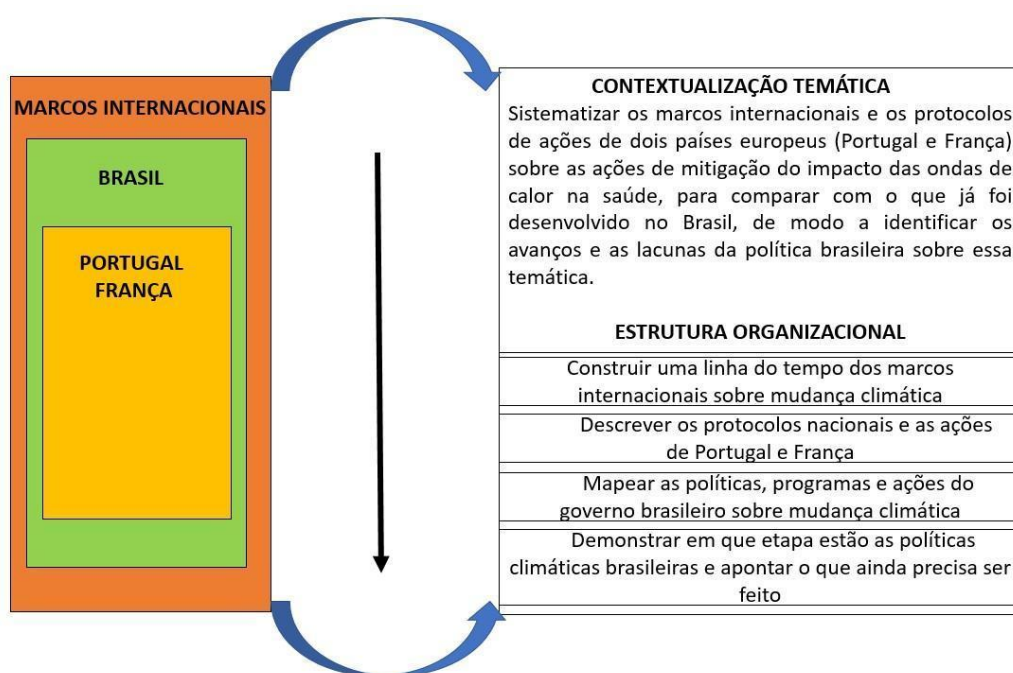 MARCOS INTERNACIONAIS
BRASIL
PORTUGAL
FRANÇA
CONTEXTUALIZAÇÃO TEMÁTICA
Sistematizar os marcos internacionais e os protocolos
de ações de dois países europeus (Portugal e França)
sobre as ações de mitigação do impacto das ondas de
calor na saúde, para comparar com o que já foi
desenvolvido no Brasil, de modo a identificar os
avanços e as lacunas da política brasileira sobre essa
temática.
ESTRUTURA ORGANIZACIONAL
Construir uma linha do tempo dos marcos
internacionais sobre mudança climática
Descrever os protocolos nacionais e as ações
de Portugal e França
Mapear as políticas, programas e ações do
governo brasileiro sobre mudança climática
Demonstrar em que etapa estão as políticas
climáticas brasileiras e apontar o que ainda precisa ser
feito